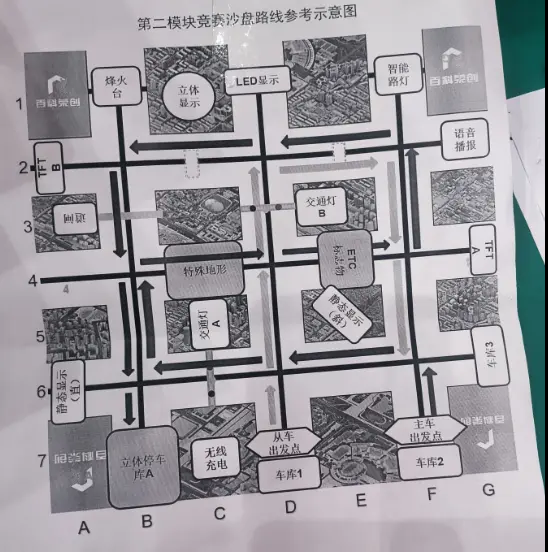 第二模块竞赛沙盘路线参考示意图
1
百科荣创
烽火
台
立体
显示
LED显示
智能
路灯
百科荣创
2
TFT
B
语音
播报
3
道闸
交通灯
B
4
特殊地形
ETC
标志物
TFT
A
5
交通灯
A
静态显示
(斜)
6
静态显示
(直)
车库3
7
百科荣创
立体停车
库A
无线
充电
从车
出发点
车库1
主车
出发点
车库2
百科荣创
A
B
C
D
E
F
G